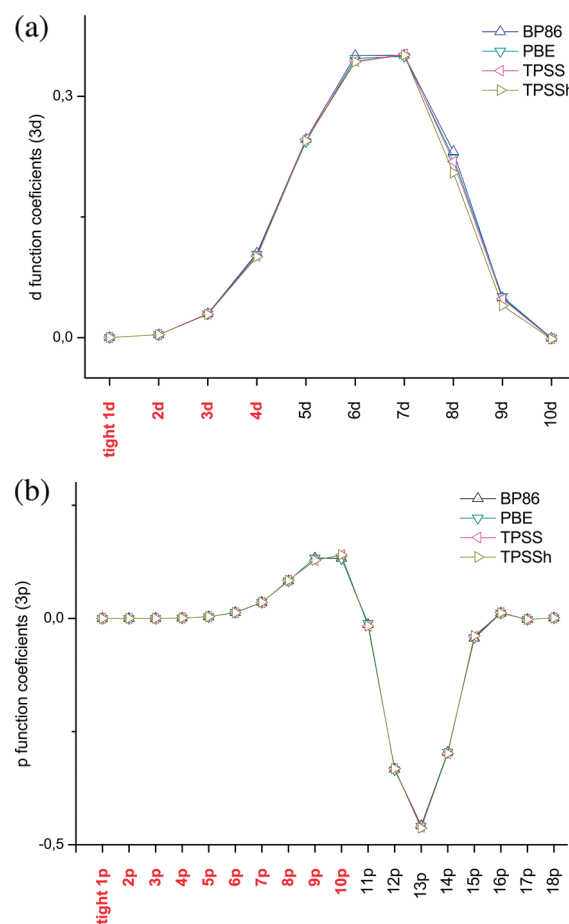 (a)
BP86
PBE
TPSS
TPSSh
d function coeficients (3d)
0,3
0,0
tight 1d
2d
3d
4d
5d
6d
7d
8d
9d
10d
(b)
BP86
PBE
TPSS
TPSSh
p function coeficients (3p)
0,0
-0,5
tight 1p
2p
3p
4p
5p
6p
7p
8p
9p
10p
11p
12p
13p
14p
15p
16p
17p
18p